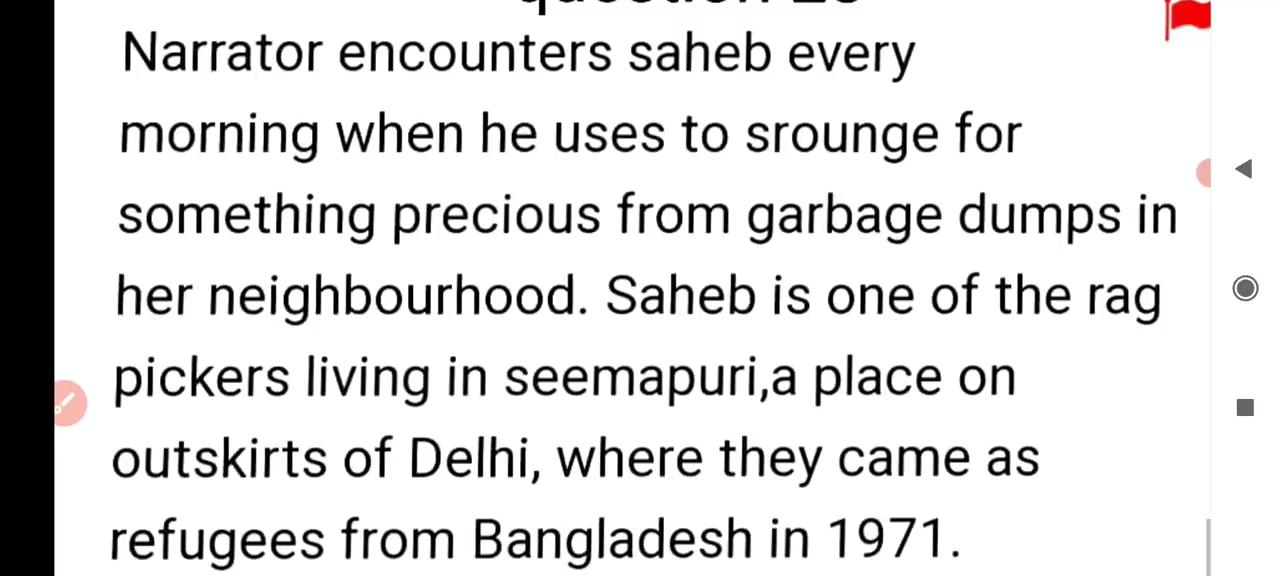 Narrator encounters saheb every
morning when he uses to srounge for
something precious from garbage dumps in
her neighbourhood. Saheb is one of the rag
pickers living in seemapuri,a place on
outskirts of Delhi, where they came as
refugees from Bangladesh in 1971.